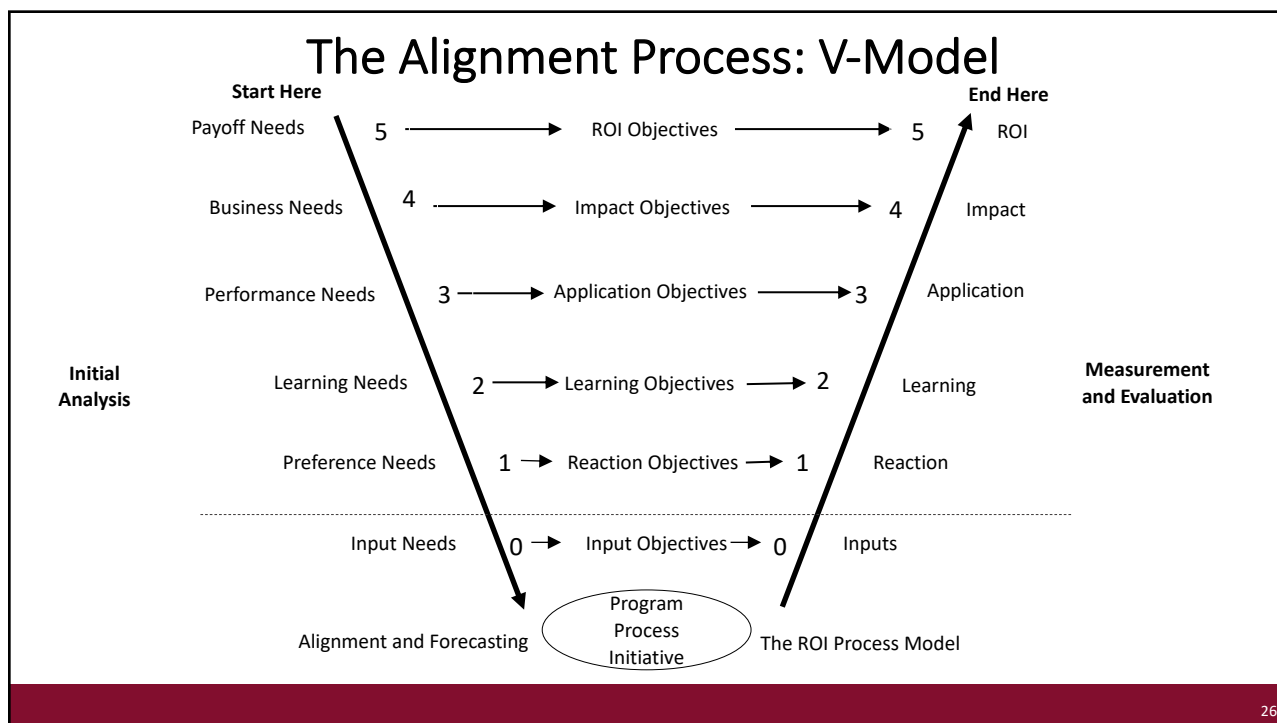 The Alignment Process: V-Model
Start Here
End Here
Payoff Needs 5 ROI Objectives 5 ROI
Business Needs 4 Impact Objectives 4 Impact
Performance Needs 3 Application Objectives 3 Application
Initial
Analysis
Learning Needs 2 Learning Objectives 2 Learning
Measurement
and Evaluation
Preference Needs 1 Reaction Objectives 1 Reaction
Input Needs 0 Input Objectives 0 Inputs
Alignment and Forecasting
Program
Process
Initiative
The ROI Process Model
26